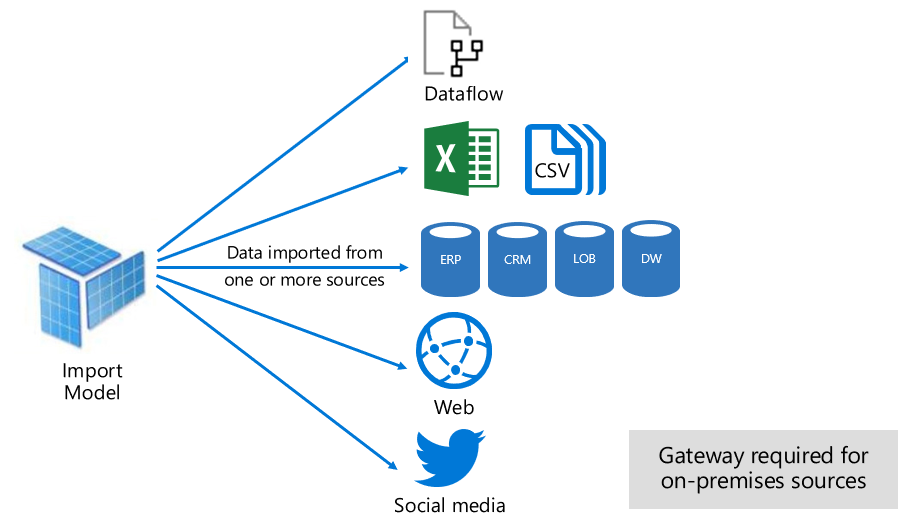 Dataflow
X
CSV
Data imported from
one or more sources
ERP
CRM
LOB
DW
Import
Model
Web
Social media
Gateway required for
on-premises sources